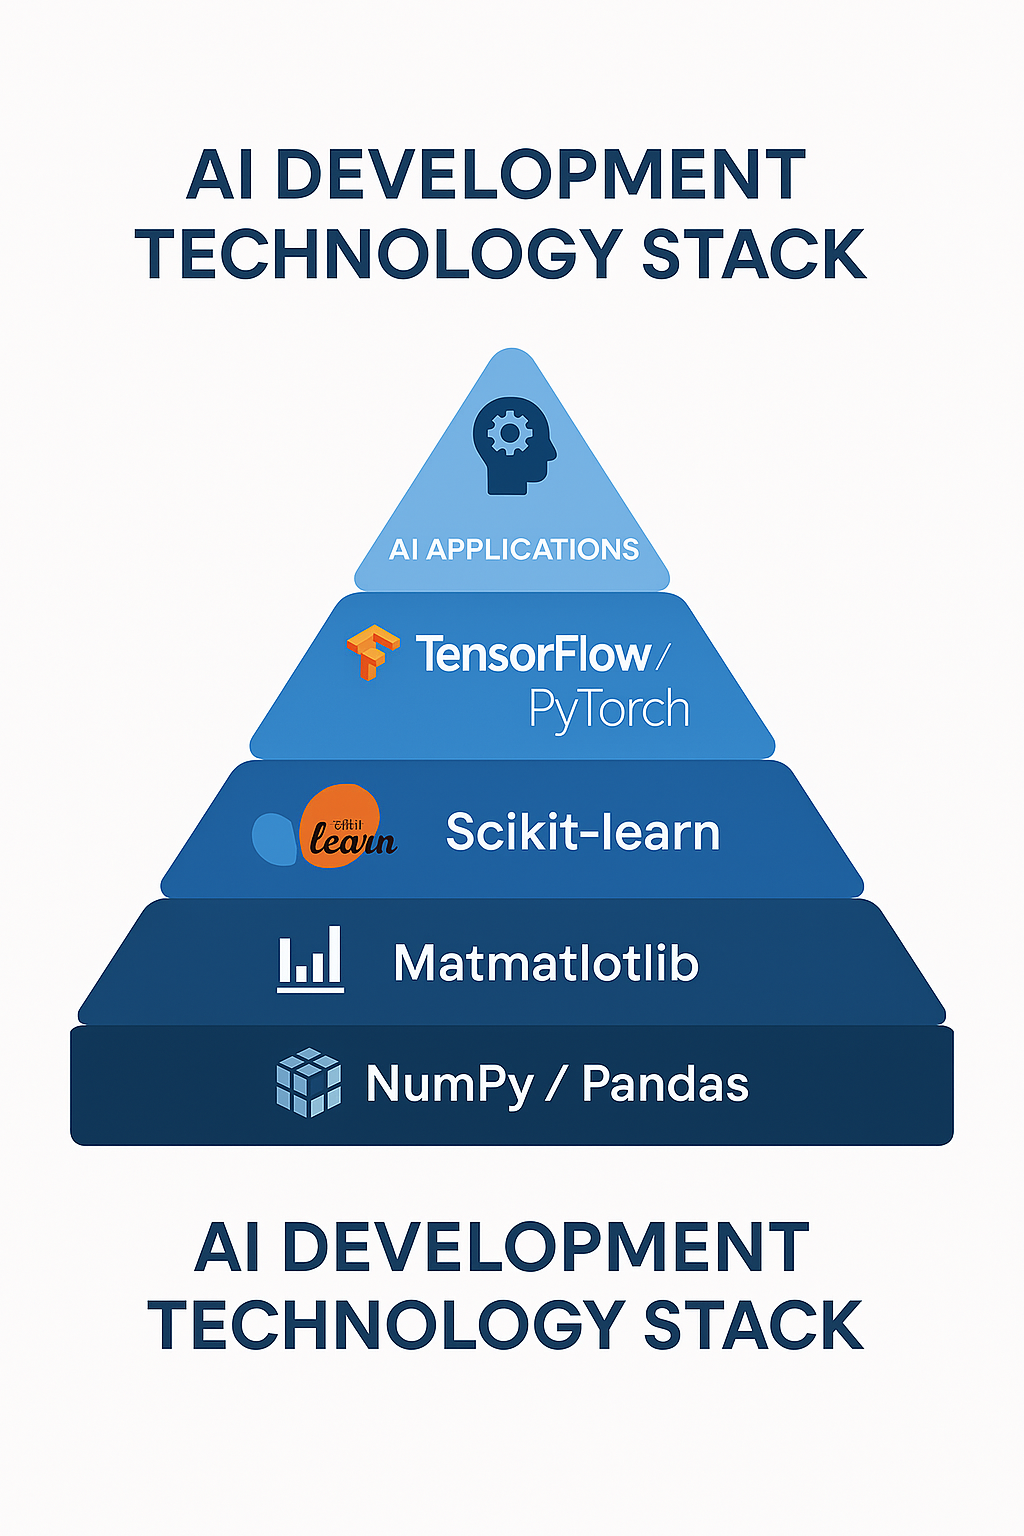 AI DEVELOPMENT
TECHNOLOGY STACK
AI APPLICATIONS
TensorFlow /
PyTorch
learn
Scikit-learn
Matmatlotlib
NumPy / Pandas
AI DEVELOPMENT
TECHNOLOGY STACK